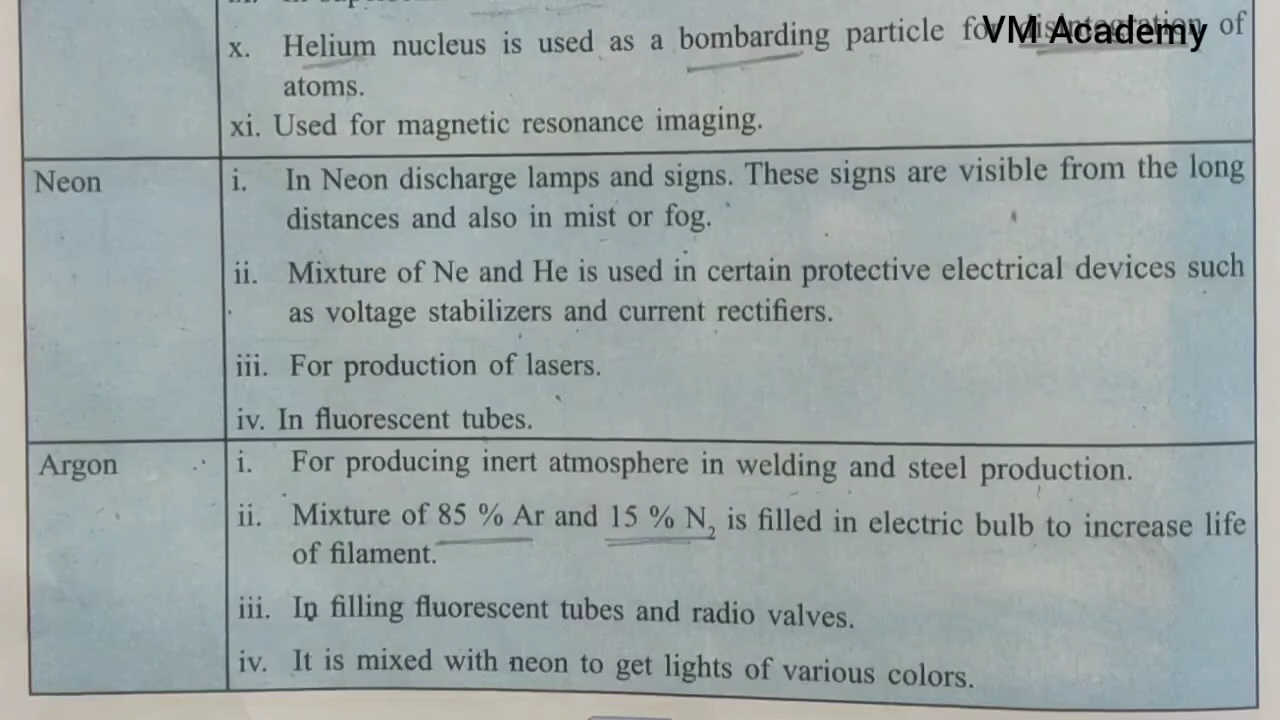 x. Helium nucleus is used as a bombarding particle for disintegration of
VM Academy
atoms.
xi. Used for magnetic resonance imaging.
Neon
i. In Neon discharge lamps and signs. These signs are visible from the long
distances and also in mist or fog.
ii. Mixture of Ne and He is used in certain protective electrical devices such
as voltage stabilizers and current rectifiers.
iii. For production of lasers.
iv. In fluorescent tubes.
Argon
i. For producing inert atmosphere in welding and steel production.
ii. Mixture of 85 % Ar and 15 % N₂ is filled in electric bulb to increase life
of filament.
iii. In filling fluorescent tubes and radio valves.
iv. It is mixed with neon to get lights of various colors.